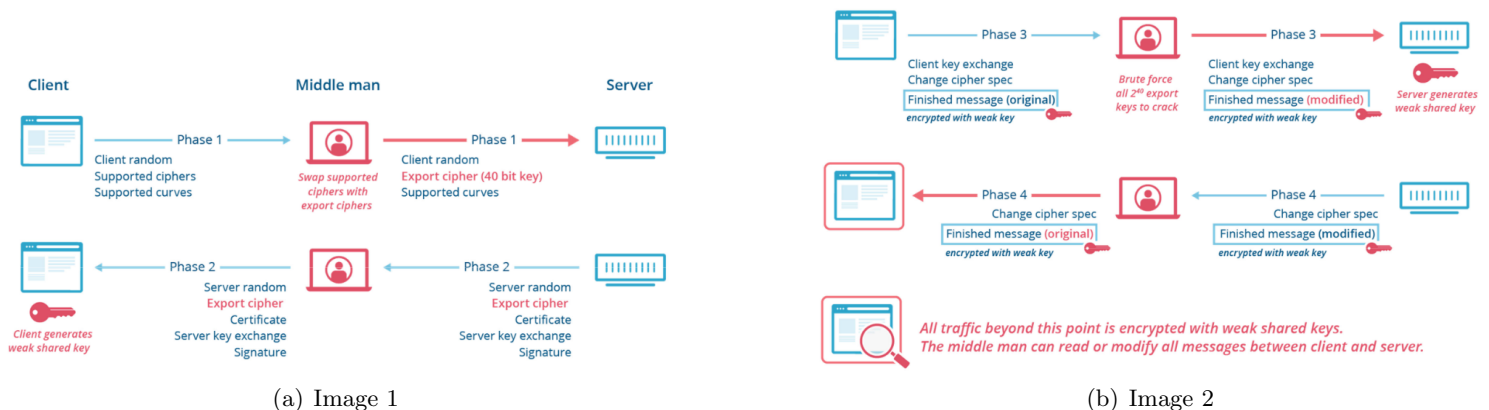 Client
Middle man
Server
Phase 1
Client random
Supported ciphers
Supported curves
Swap supported
ciphers with
export ciphers
Phase 1
Client random
Export cipher (40 bit key)
Supported curves
Phase 2
Server random
Export cipher
Certificate
Server key exchange
Signature
Phase 2
Server random
Export cipher
Certificate
Server key exchange
Signature
Client generates
weak shared key
(a) Image 1
Phase 3
Client key exchange
Change cipher spec
Finished message (original)
encrypted with weak key
Brute force
all 2⁴⁰ export
keys to crack
Phase 3
Client key exchange
Change cipher spec
Finished message (modified)
encrypted with weak key
Server generates
weak shared key
Phase 4
Change cipher spec
Finished message (original)
encrypted with weak key
Phase 4
Change cipher spec
Finished message (modified)
encrypted with weak key
All traffic beyond this point is encrypted with weak shared keys.
The middle man can read or modify all messages between client and server.
(b) Image 2